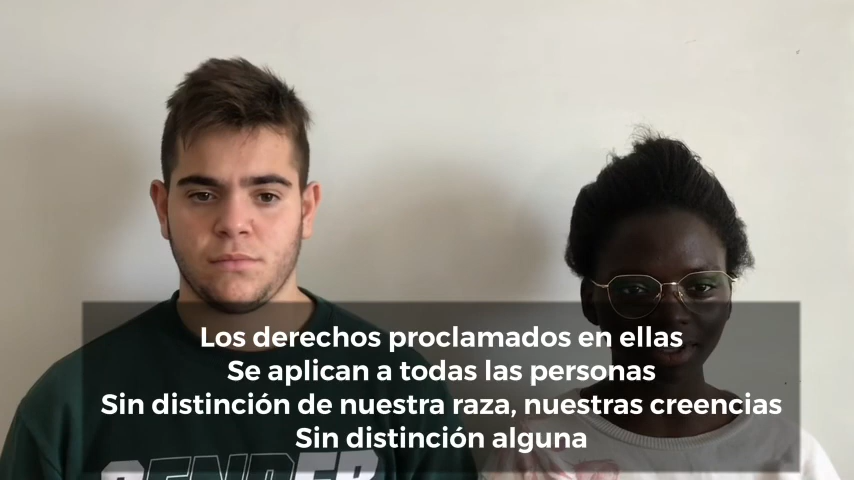 Los derechos proclamados en ellas
Se aplican a todas las personas
Sin distinción de nuestra raza, nuestras creencias
Sin distinción alguna